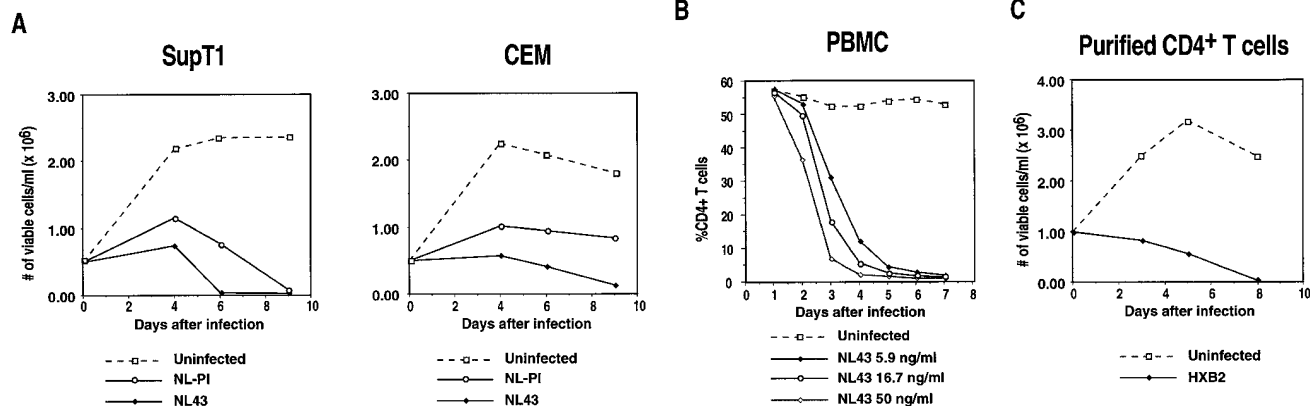 A
SupT1
# of viable cells/ml (x 10⁶)
3.00
2.00
1.00
0.00
0 2 4 6 8 10
Days after infection
Uninfected
NL-PI
NL43
CEM
3.00
2.00
1.00
0.00
0 2 4 6 8 10
Days after infection
Uninfected
NL-PI
NL43
B
PBMC
%CD4+ T cells
60
50
40
30
20
10
0
0 1 2 3 4 5 6 7 8
Days after infection
Uninfected
NL43 5.9 ng/ml
NL43 16.7 ng/ml
NL43 50 ng/ml
C
Purified CD4⁺ T cells
# of viable cells/ml (x 10⁶)
4.00
3.00
2.00
1.00
0.00
0 2 4 6 8 10
Days after infection
Uninfected
HXB2